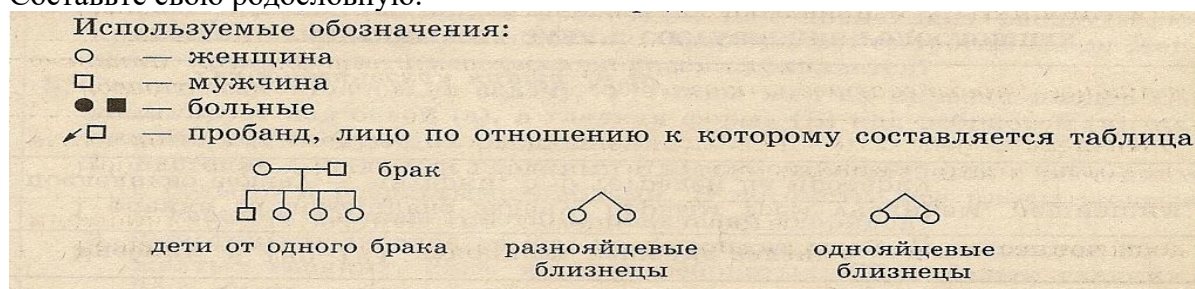 Составьте свою родословную.
Используемые обозначения:
— женщина
— мужчина
— больные
— пробанд, лицо по отношению к которому составляется таблица
брак
дети от одного брака
разнояйцевые близнецы
однояйцевые близнецы